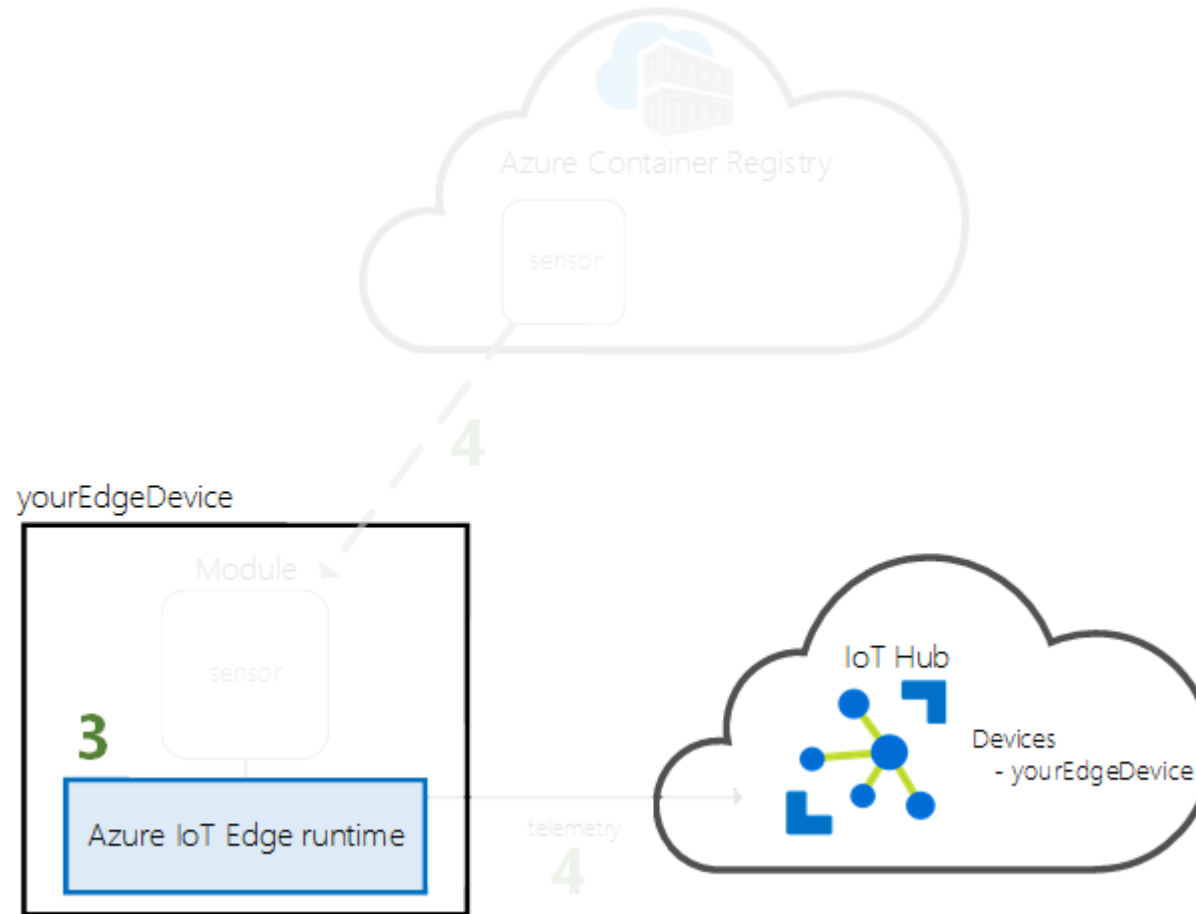 Azure Container Registry
sensor
4
yourEdgeDevice
Module
sensor
3
Azure IoT Edge runtime
telemetry
4
IoT Hub
Devices
- yourEdgeDevice